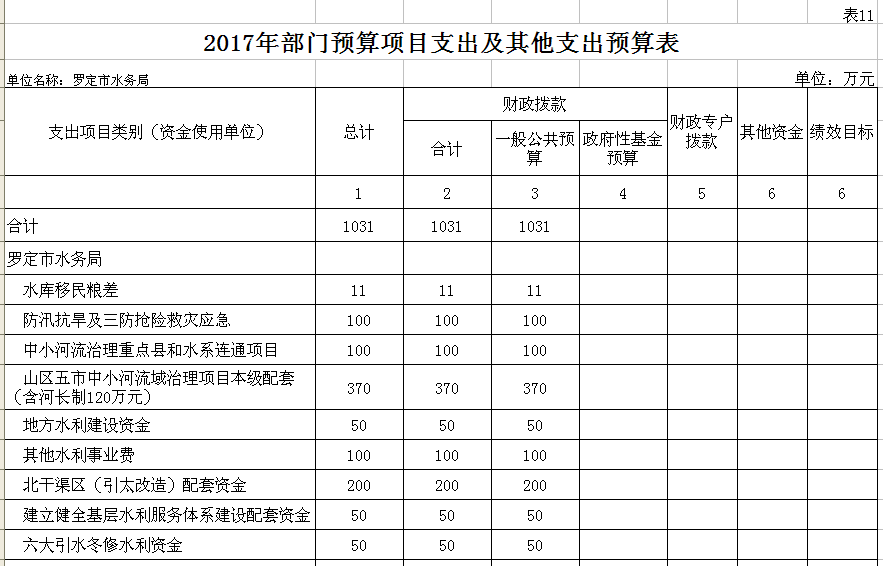 表11
2017年部门预算项目支出及其他支出预算表
单位名称：罗定市水务局 单位：万元
支出项目类别（资金使用单位） 总计 财政拨款 财政专户拨款 其他资金 绩效目标
合计 一般公共预算 政府性基金预算
1 2 3 4 5 6 6
合计 1031 1031 1031
罗定市水务局
水库移民粮差 11 11 11
防汛抗旱及三防抢险救灾应急 100 100 100
中小河流治理重点县和水系连通项目 100 100 100
山区五市中小河流域治理项目本级配套
（含河长制120万元） 370 370 370
地方水利建设资金 50 50 50
其他水利事业费 100 100 100
北干渠区（引太改造）配套资金 200 200 200
建立健全基层水利服务体系建设配套资金 50 50 50
六大引水冬修水利资金 50 50 50